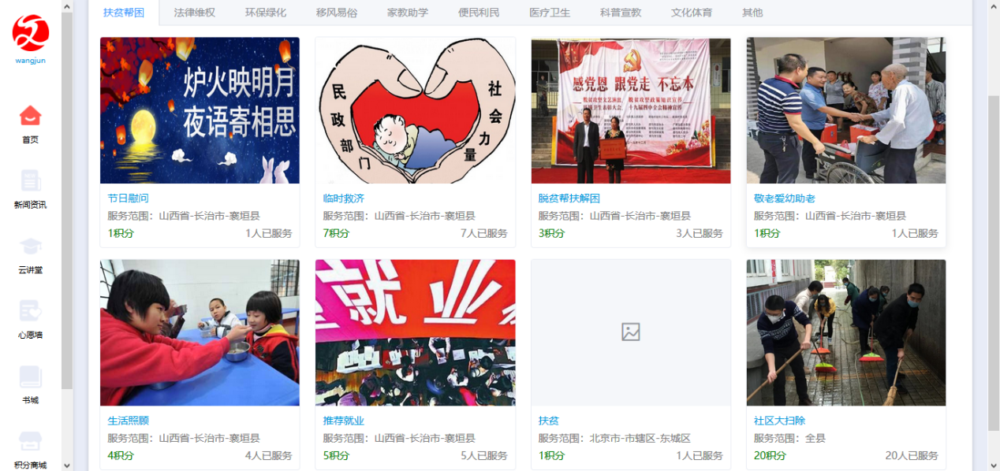 扶贫帮困
法律维权
环保绿化
移风易俗
家教助学
便民利民
医疗卫生
科普宣教
文化体育
其他
wangjun
首页
新闻资讯
云讲堂
心愿墙
书城
积分商城
炉火映明月
夜语寄相思
节日慰问
服务范围：山西省-长治市-襄垣县
1积分
1人已服务
民政部门
社会力量
临时救济
服务范围：山西省-长治市-襄垣县
7积分
7人已服务
感党恩 跟党走 不忘本
脱贫帮扶解困
服务范围：山西省-长治市-襄垣县
3积分
3人已服务
敬老爱幼助老
服务范围：山西省-长治市-襄垣县
1积分
1人已服务
生活照顾
服务范围：山西省-长治市-襄垣县
4积分
4人已服务
就业
推荐就业
服务范围：山西省-长治市-襄垣县
5积分
5人已服务
扶贫
服务范围：北京市-市辖区-东城区
1积分
1人已服务
社区大扫除
服务范围：全县
20积分
20人已服务